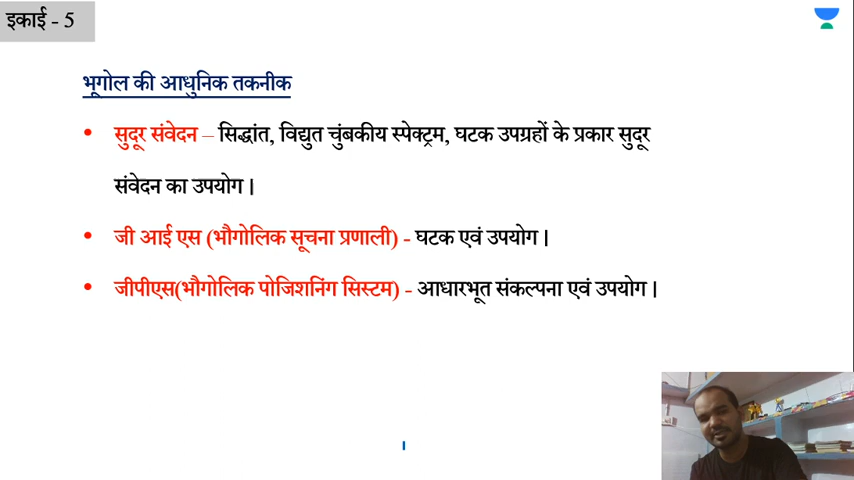 इकाई - 5
भूगोल की आधुनिक तकनीक
• सुदूर संवेदन – सिद्धांत, विद्युत चुंबकीय स्पेक्ट्रम, घटक उपग्रहों के प्रकार सुदूर
संवेदन का उपयोग |
• जी आई एस (भौगोलिक सूचना प्रणाली) - घटक एवं उपयोग |
• जीपीएस(भौगोलिक पोजिशनिंग सिस्टम) - आधारभूत संकल्पना एवं उपयोग |